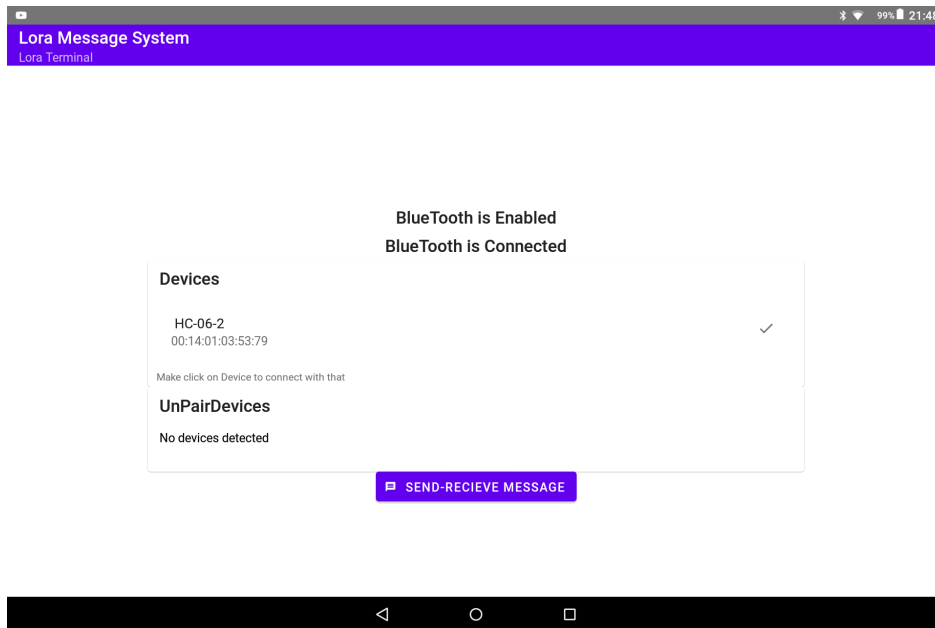 99% 21:48
Lora Message System
Lora Terminal
BlueTooth is Enabled
BlueTooth is Connected
Devices
HC-06-2
00:14:01:03:53:79
Make click on Device to connect with that
UnPairDevices
No devices detected
SEND-RECIEVE MESSAGE